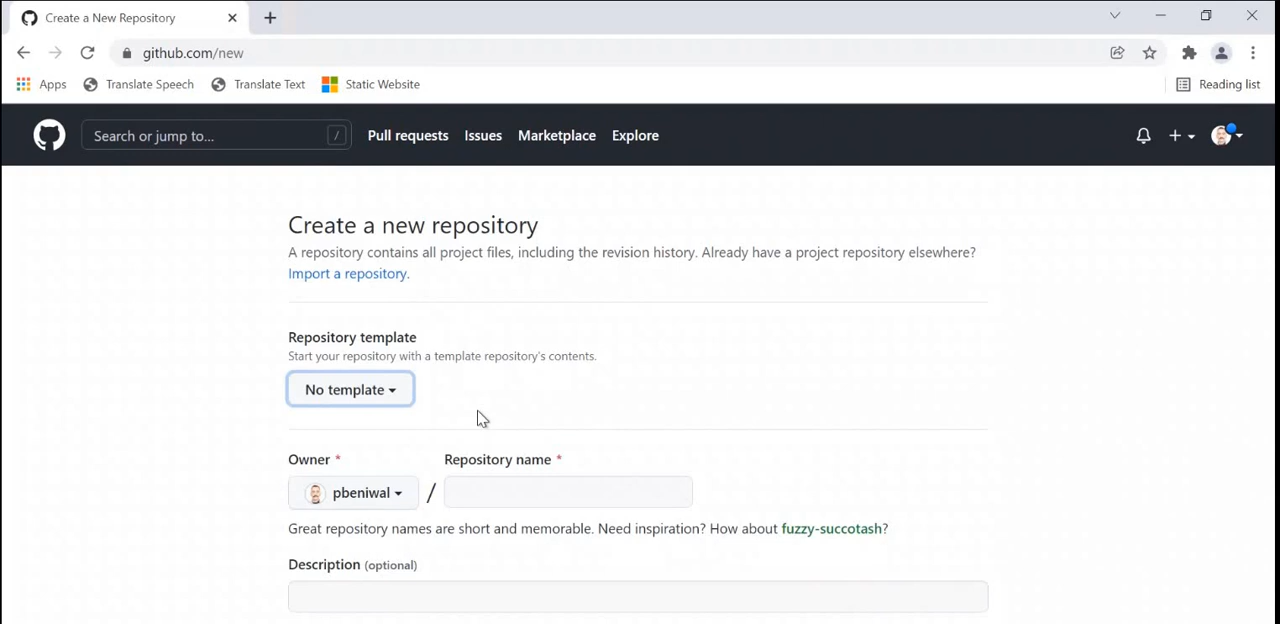 Create a New Repository
github.com/new
Apps Translate Speech Translate Text Static Website Reading list
Search or jump to... / Pull requests Issues Marketplace Explore
Create a new repository
A repository contains all project files, including the revision history. Already have a project repository elsewhere?
Import a repository.
Repository template
Start your repository with a template repository's contents.
No template
Owner * Repository name *
pbeniwal /
Great repository names are short and memorable. Need inspiration? How about fuzzy-succotash?
Description (optional)